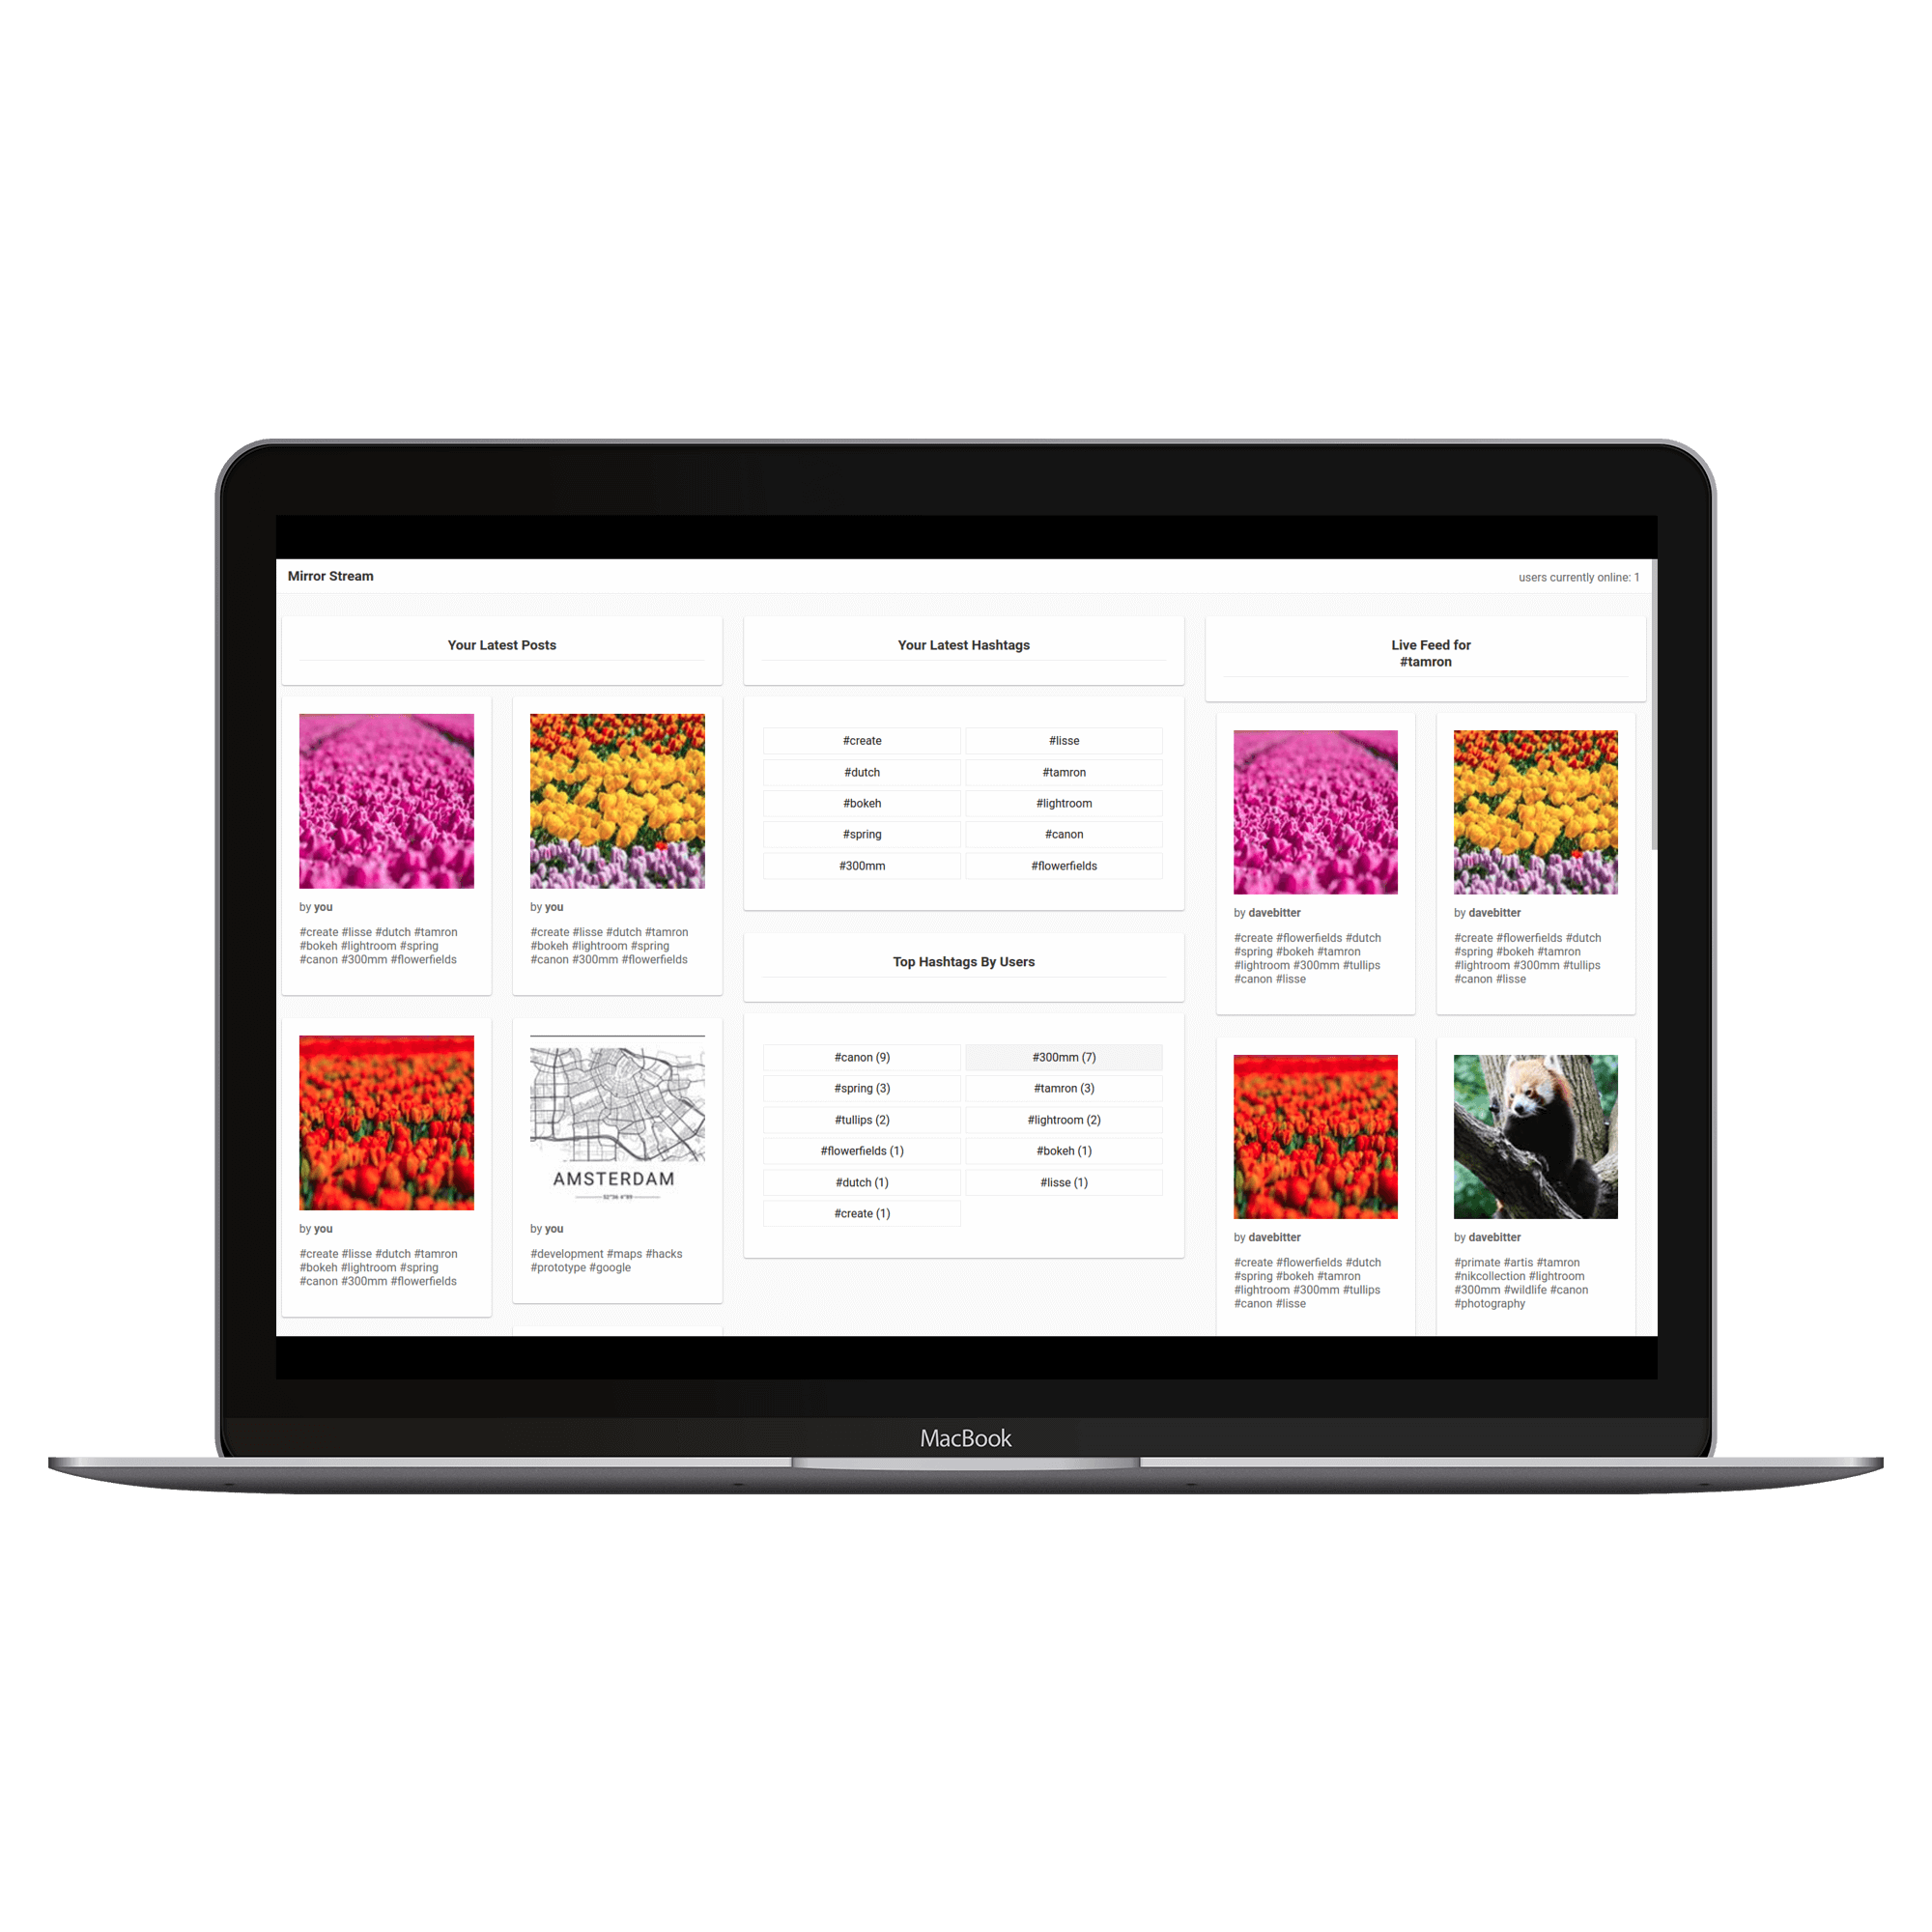 Mirror Stream
users currently online: 1
Your Latest Posts
by you
#create #lisse #dutch #tamron
#bokeh #lightroom #spring
#canon #300mm #flowerfields
by you
#create #lisse #dutch #tamron
#bokeh #lightroom #spring
#canon #300mm #flowerfields
by you
#create #lisse #dutch #tamron
#bokeh #lightroom #spring
#canon #300mm #flowerfields
AMSTERDAM
by you
#development #maps #hacks
#prototype #google
Your Latest Hashtags
#create
#lisse
#dutch
#tamron
#bokeh
#lightroom
#spring
#canon
#300mm
#flowerfields
Top Hashtags By Users
#canon (9)
#300mm (7)
#spring (3)
#tamron (3)
#tullips (2)
#lightroom (2)
#flowerfields (1)
#bokeh (1)
#dutch (1)
#lisse (1)
#create (1)
Live Feed for
#tamron
by davebitter
#create #flowerfields #dutch
#spring #bokeh #tamron
#lightroom #300mm #tullips
#canon #lisse
by davebitter
#create #flowerfields #dutch
#spring #bokeh #tamron
#lightroom #300mm #tullips
#canon #lisse
by davebitter
#create #flowerfields #dutch
#spring #bokeh #tamron
#lightroom #300mm #tullips
#canon #lisse
by davebitter
#primate #artis #tamron
#nikcollection #lightroom
#300mm #wildlife #canon
#photography
MacBook